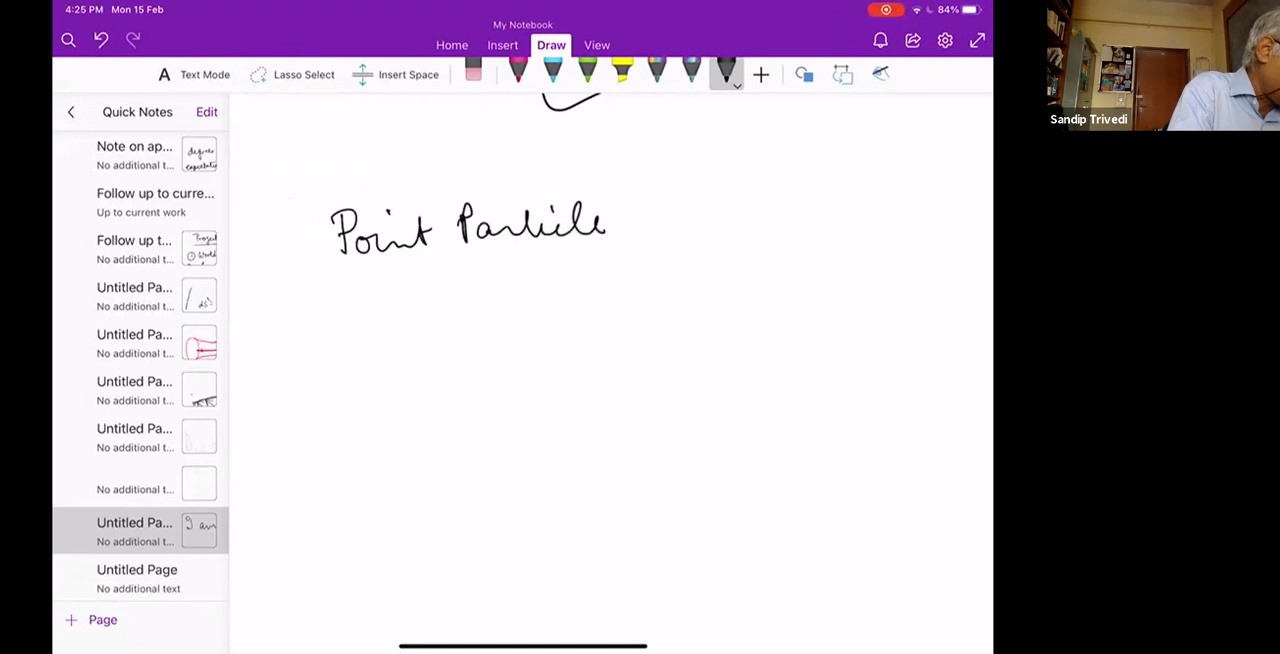 4:25 PM Mon 15 Feb
84%
My Notebook
Home Insert Draw View
A Text Mode Lasso Select Insert Space
Quick Notes Edit
Note on ap...
No additional t...
degree
Follow up to curre...
Up to current work
Follow up t...
No additional t...
Untitled Pa...
No additional t...
ds²
Untitled Pa...
No additional t...
Untitled Pa...
No additional t...
Untitled Pa...
No additional t...
No additional t...
Untitled Pa...
No additional t...
I am
Untitled Page
No additional text
+ Page
Point Particle
Sandip Trivedi